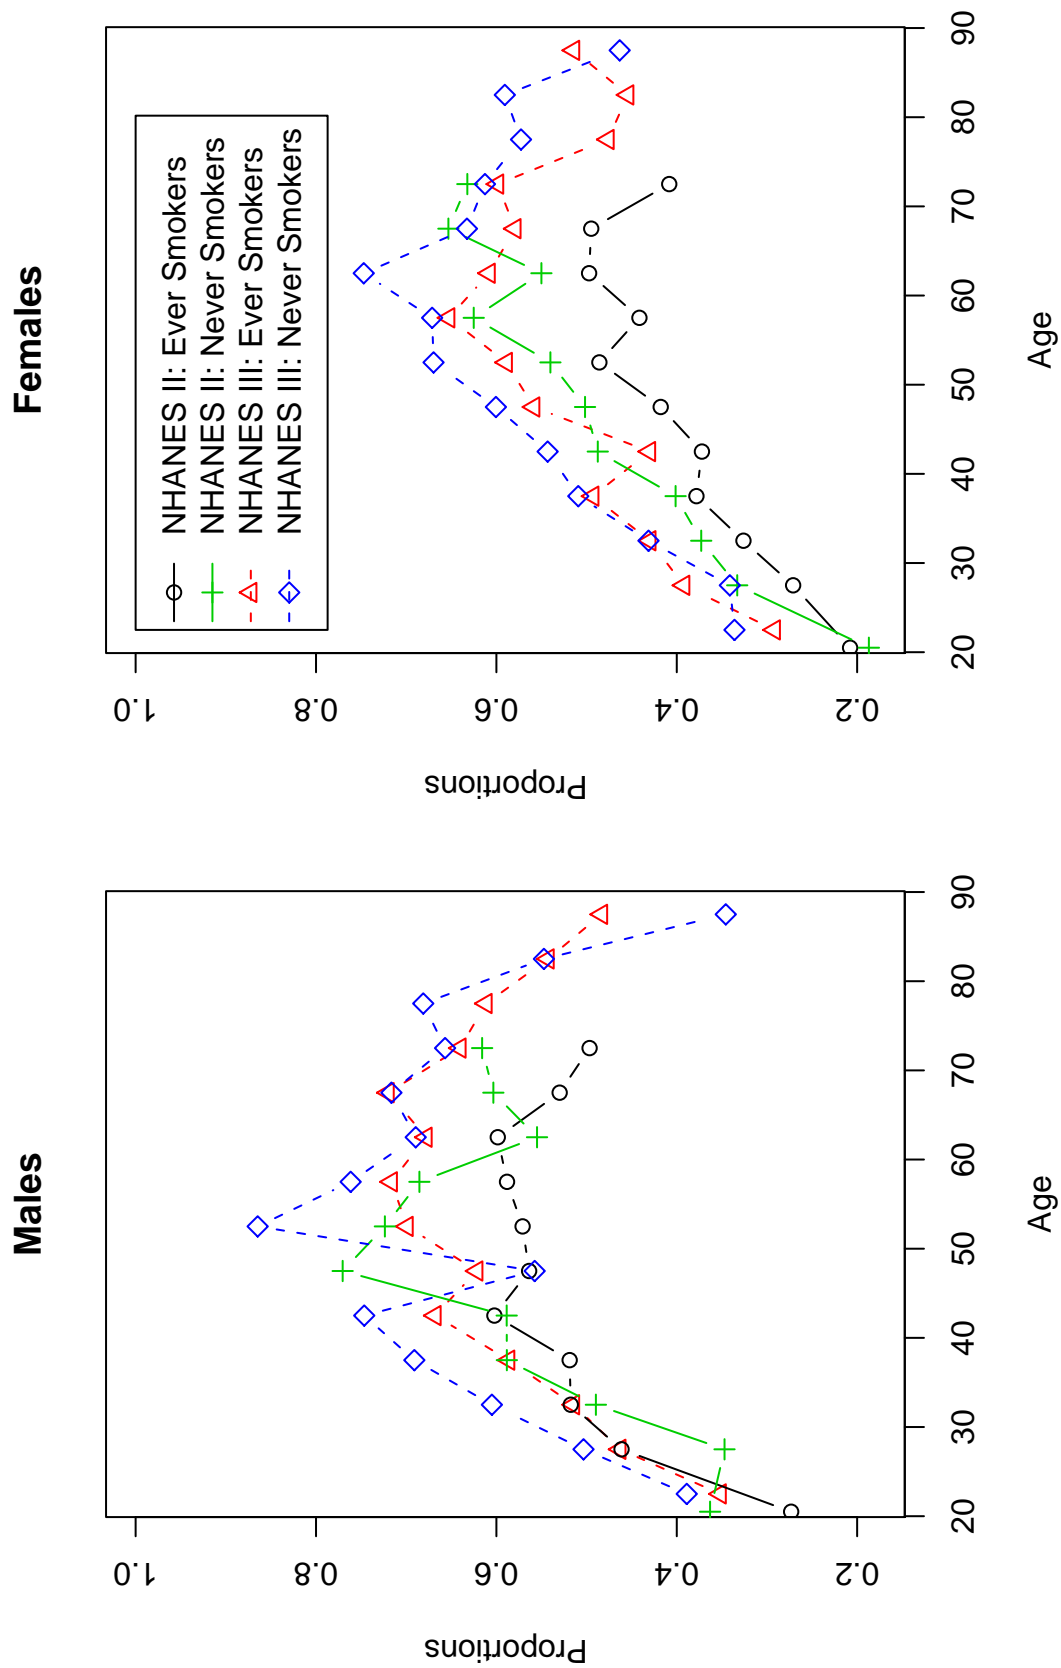 Males
Proportions
1.0
0.8
0.6
0.4
0.2
20
30
40
50
60
70
80
90
Age
Females
Proportions
1.0
0.8
0.6
0.4
0.2
20
30
40
50
60
70
80
90
Age
NHANES II: Ever Smokers
NHANES II: Never Smokers
NHANES III: Ever Smokers
NHANES III: Never Smokers